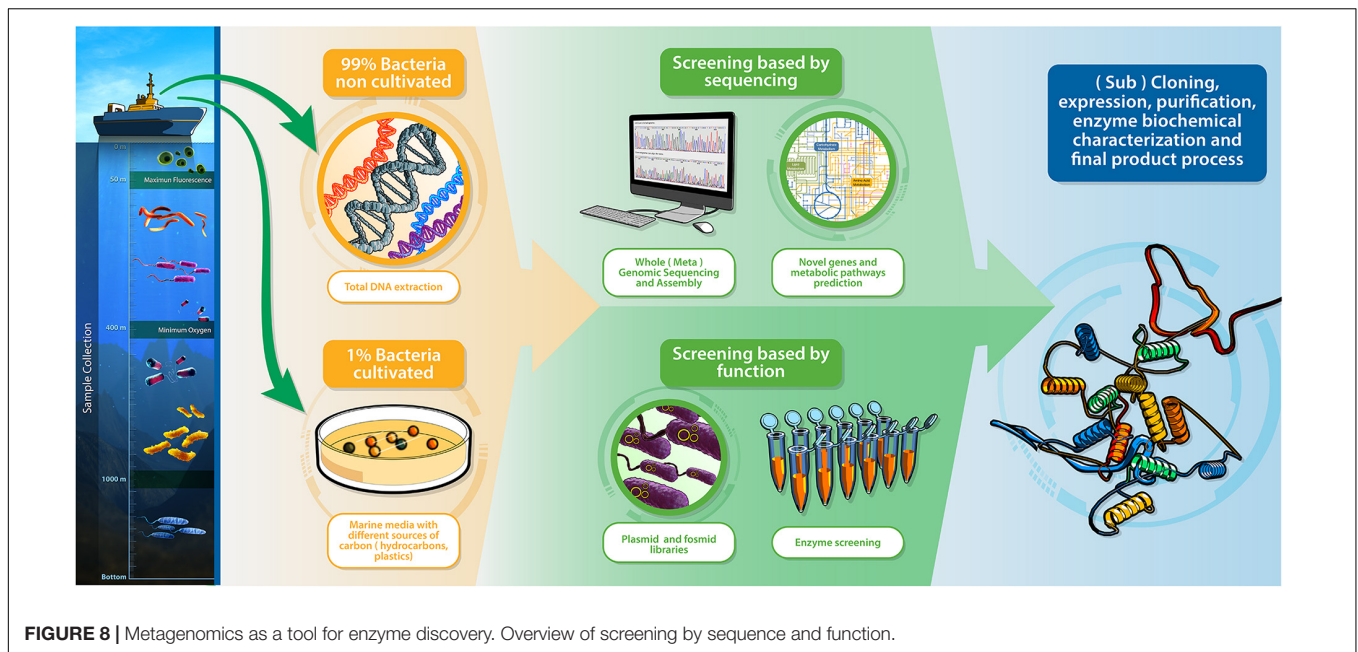 Sample Collection
0 m
50 m
Maximun Fluorescence
400 m
Minimum Oxygen
1000 m
Bottom
99% Bacteria
non cultivated
Total DNA extraction
1% Bacteria
cultivated
Marine media with
different sources of
carbon ( hydrocarbons,
plastics)
Screening based by
sequencing
Carbohydrate
Metabolism
Whole ( Meta )
Genomic Sequencing
and Assembly
Novel genes and
metabolic pathways
prediction
Screening based by
function
Plasmid and fosmid
libraries
Enzyme screening
( Sub ) Cloning,
expression, purification,
enzyme biochemical
characterization and
final product process
FIGURE 8 | Metagenomics as a tool for enzyme discovery. Overview of screening by sequence and function.